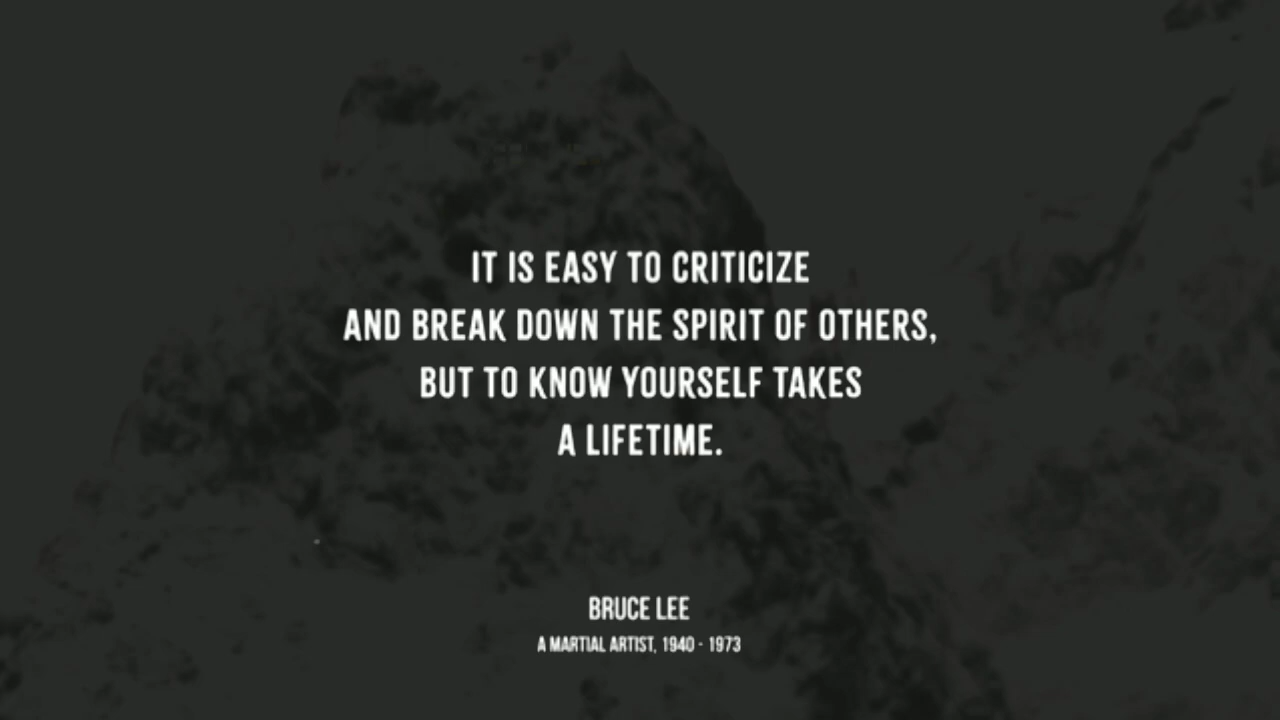 IT IS EASY TO CRITICIZE
AND BREAK DOWN THE SPIRIT OF OTHERS,
BUT TO KNOW YOURSELF TAKES
A LIFETIME.
BRUCE LEE
A MARTIAL ARTIST, 1940 - 1973